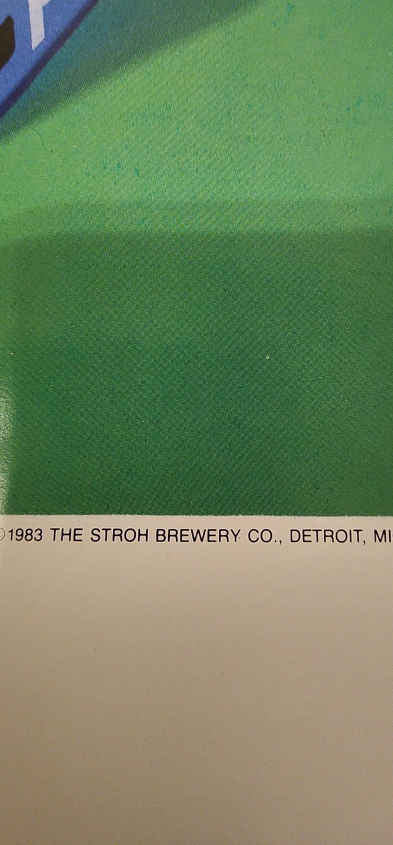 ©1983 THE STROH BREWERY CO., DETROIT, MI